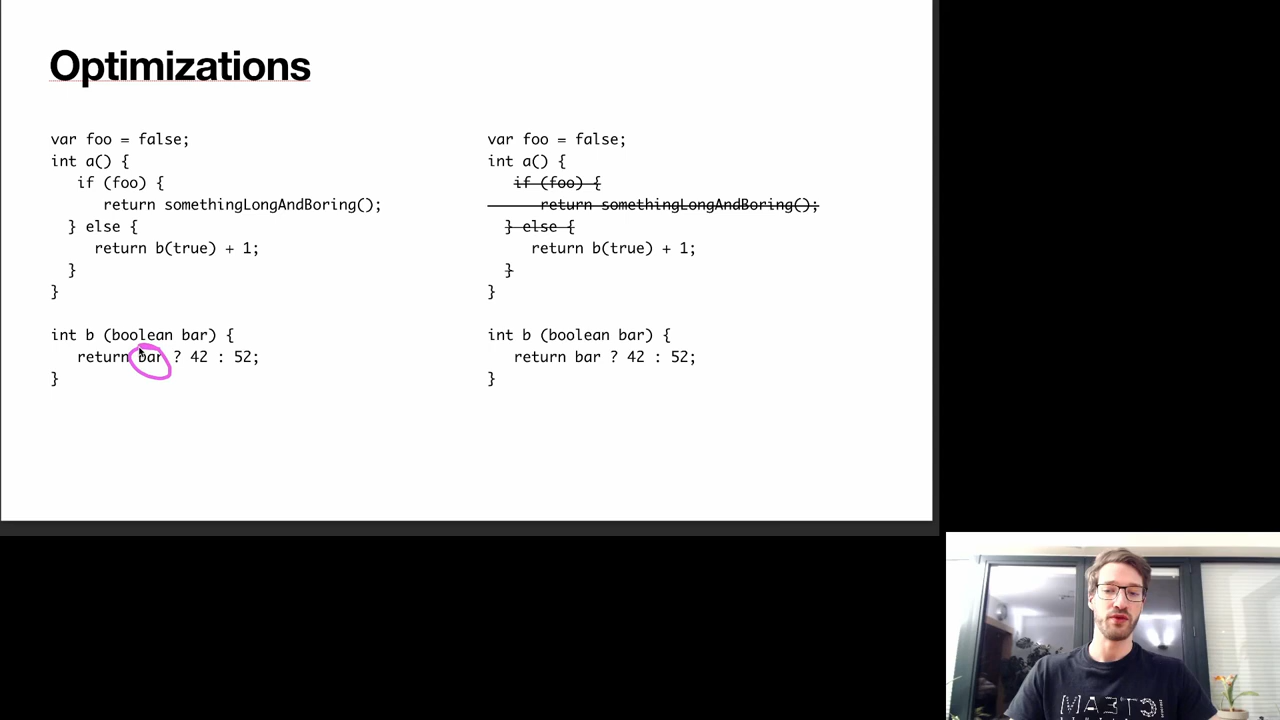 Optimizations
var foo = false;
int a() {
if (foo) {
return somethingLongAndBoring();
} else {
return b(true) + 1;
}
}
int b (boolean bar) {
return bar ? 42 : 52;
}
var foo = false;
int a() {
if (foo) {
return somethingLongAndBoring();
} else {
return b(true) + 1;
}
}
int b (boolean bar) {
return bar ? 42 : 52;
}
ICTEAM